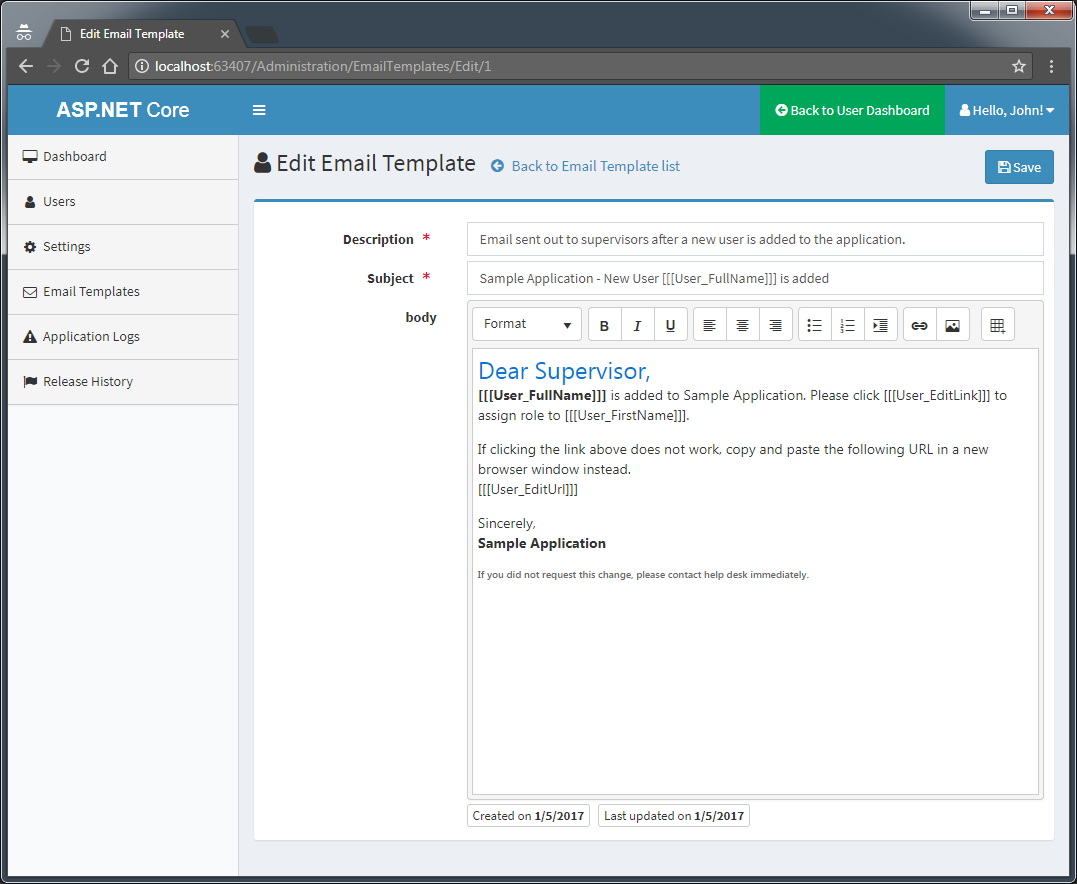 Edit Email Template
localhost:63407/Administration/EmailTemplates/Edit/1
ASP.NET Core
Back to User Dashboard
Hello, John!
Dashboard
Users
Settings
Email Templates
Application Logs
Release History
Edit Email Template
Back to Email Template list
Save
Description *
Email sent out to supervisors after a new user is added to the application.
Subject *
Sample Application - New User [[[User_FullName]]] is added
body
Format
B I U
Dear Supervisor,
[[[User_FullName]]] is added to Sample Application. Please click [[[User_EditLink]]] to
assign role to [[[User_FirstName]]].
If clicking the link above does not work, copy and paste the following URL in a new
browser window instead.
[[[User_EditUrl]]]
Sincerely,
Sample Application
If you did not request this change, please contact help desk immediately.
Created on 1/5/2017
Last updated on 1/5/2017